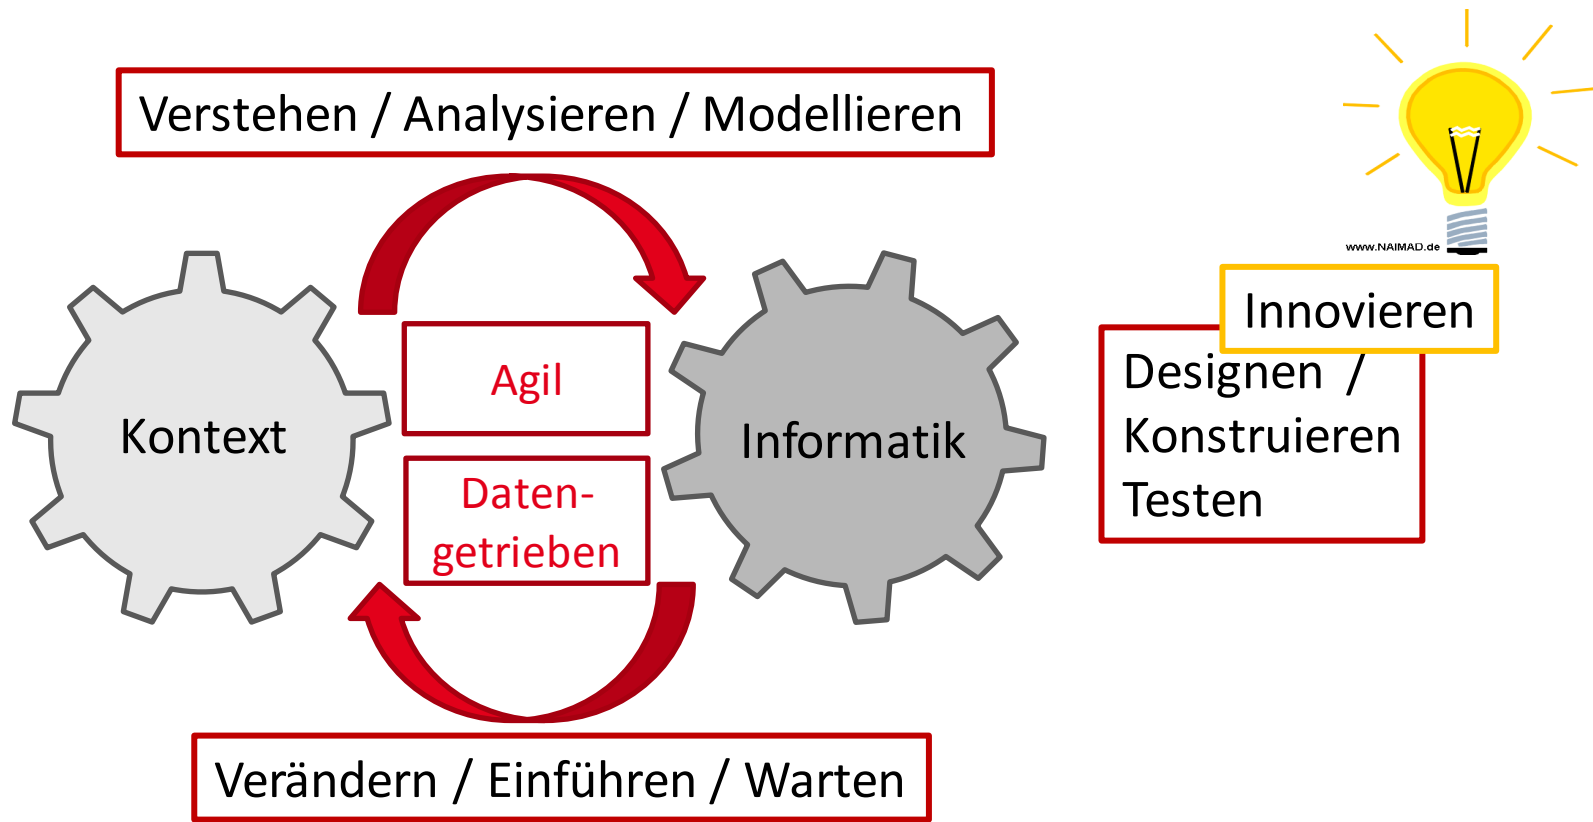 Verstehen / Analysieren / Modellieren
www.NAIMAD.de
Innovieren
Agil
Designen /
Konstruieren
Testen
Kontext
Informatik
Daten-
getrieben
Verändern / Einführen / Warten